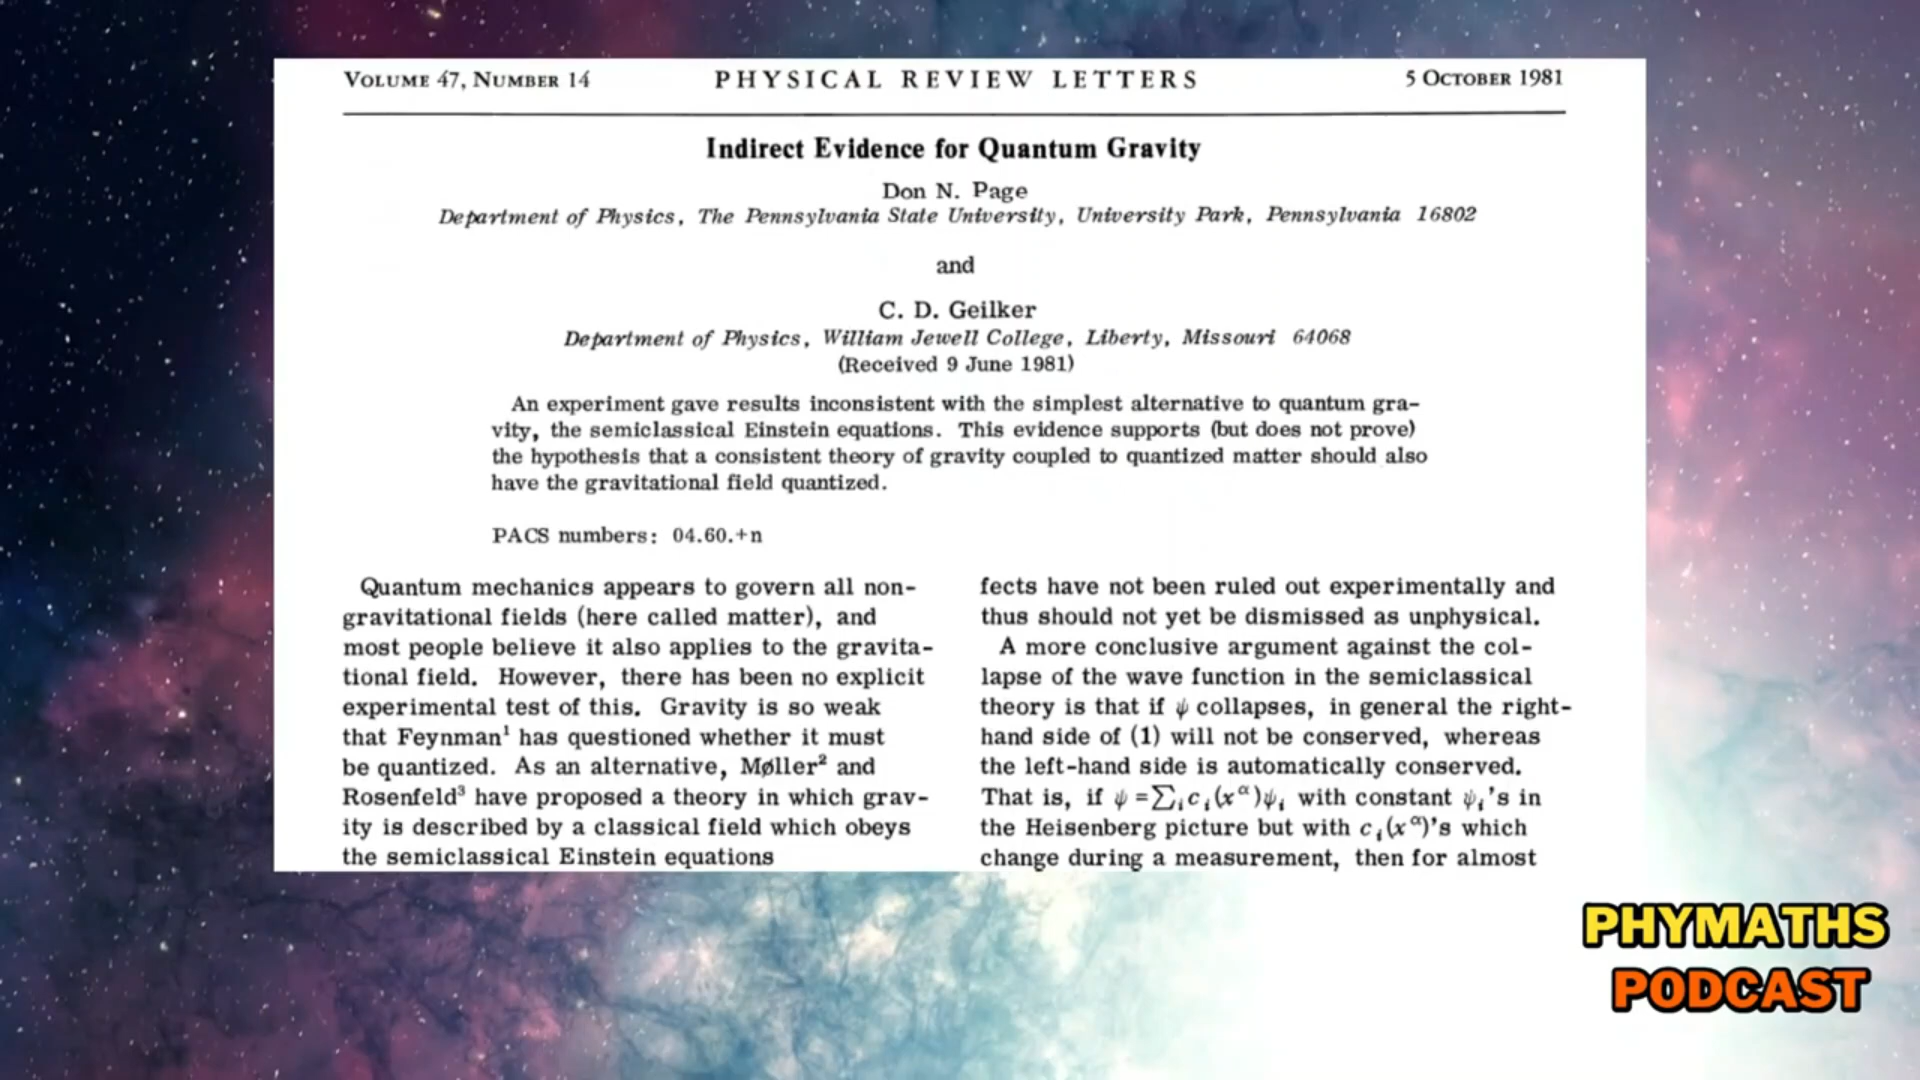 VOLUME 47, NUMBER 14 PHYSICAL REVIEW LETTERS 5 OCTOBER 1981
Indirect Evidence for Quantum Gravity
Don N. Page
Department of Physics, The Pennsylvania State University, University Park, Pennsylvania 16802
and
C. D. Geilker
Department of Physics, William Jewell College, Liberty, Missouri 64068
(Received 9 June 1981)
An experiment gave results inconsistent with the simplest alternative to quantum gra-
vity, the semiclassical Einstein equations. This evidence supports (but does not prove)
the hypothesis that a consistent theory of gravity coupled to quantized matter should also
have the gravitational field quantized.
PACS numbers: 04.60.+n
Quantum mechanics appears to govern all non-
gravitational fields (here called matter), and
most people believe it also applies to the gravita-
tional field. However, there has been no explicit
experimental test of this. Gravity is so weak
that Feynman¹ has questioned whether it must
be quantized. As an alternative, Møller² and
Rosenfeld³ have proposed a theory in which grav-
ity is described by a classical field which obeys
the semiclassical Einstein equations
fects have not been ruled out experimentally and
thus should not yet be dismissed as unphysical.
A more conclusive argument against the col-
lapse of the wave function in the semiclassical
theory is that if ψ collapses, in general the right-
hand side of (1) will not be conserved, whereas
the left-hand side is automatically conserved.
That is, if ψ =∑ᵢcᵢ(x^α)ψᵢ with constant ψᵢ's in
the Heisenberg picture but with cᵢ(x^α)'s which
change during a measurement, then for almost
PHYMATHS
PODCAST